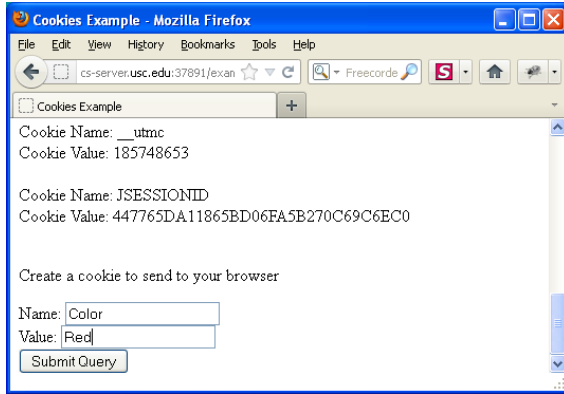 Cookies Example - Mozilla Firefox
File Edit View History Bookmarks Tools Help
cs-server.usc.edu:37891/exan Freecorde S
Cookies Example +
Cookie Name: __utmc
Cookie Value: 185748653
Cookie Name: JSESSIONID
Cookie Value: 447765DA11865BD06FA5B270C69C6EC0
Create a cookie to send to your browser
Name: Color
Value: Red
Submit Query